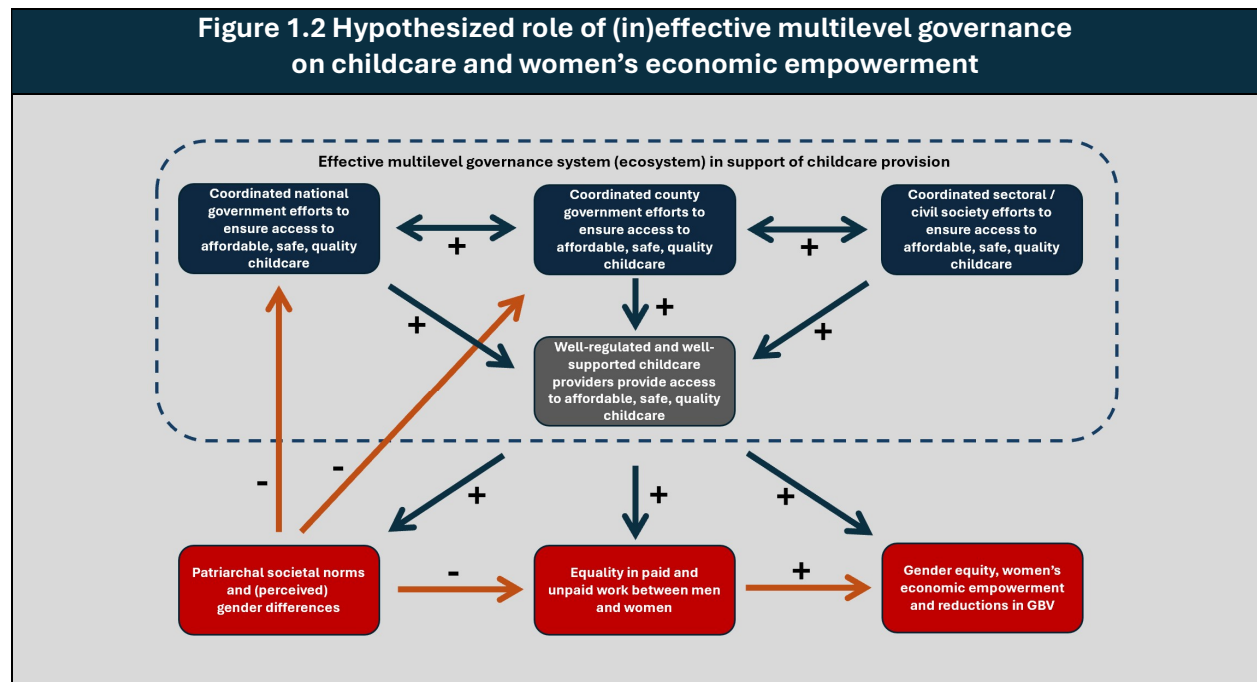 Figure 1.2 Hypothesized role of (in)effective multilevel governance
on childcare and women's economic empowerment
Effective multilevel governance system (ecosystem) in support of childcare provision
Coordinated national
government efforts to
ensure access to
affordable, safe, quality
childcare
+
Coordinated county
government efforts to
ensure access to
affordable, safe, quality
childcare
+
Coordinated sectoral /
civil society efforts to
ensure access to
affordable, safe, quality
childcare
+
+
+
Well-regulated and well-
supported childcare
providers provide access
to affordable, safe, quality
childcare
-
-
+
+
+
Patriarchal societal norms
and (perceived)
gender differences
-
Equality in paid and
unpaid work between men
and women
+
Gender equity, women's
economic empowerment
and reductions in GBV